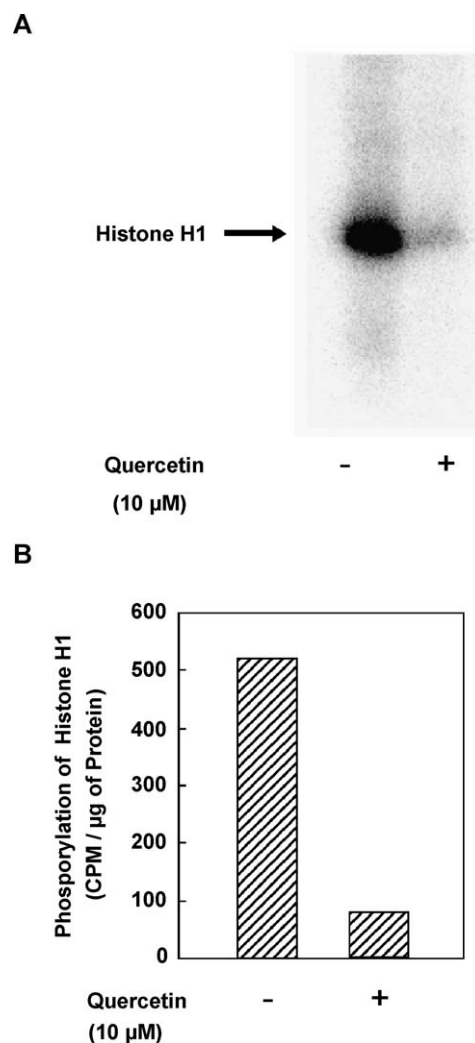 A
Histone H1
Quercetin - +
(10 µM)
B
Phosporylation of Histone H1
(CPM / µg of Protein)
600
500
400
300
200
100
0
Quercetin - +
(10 µM)